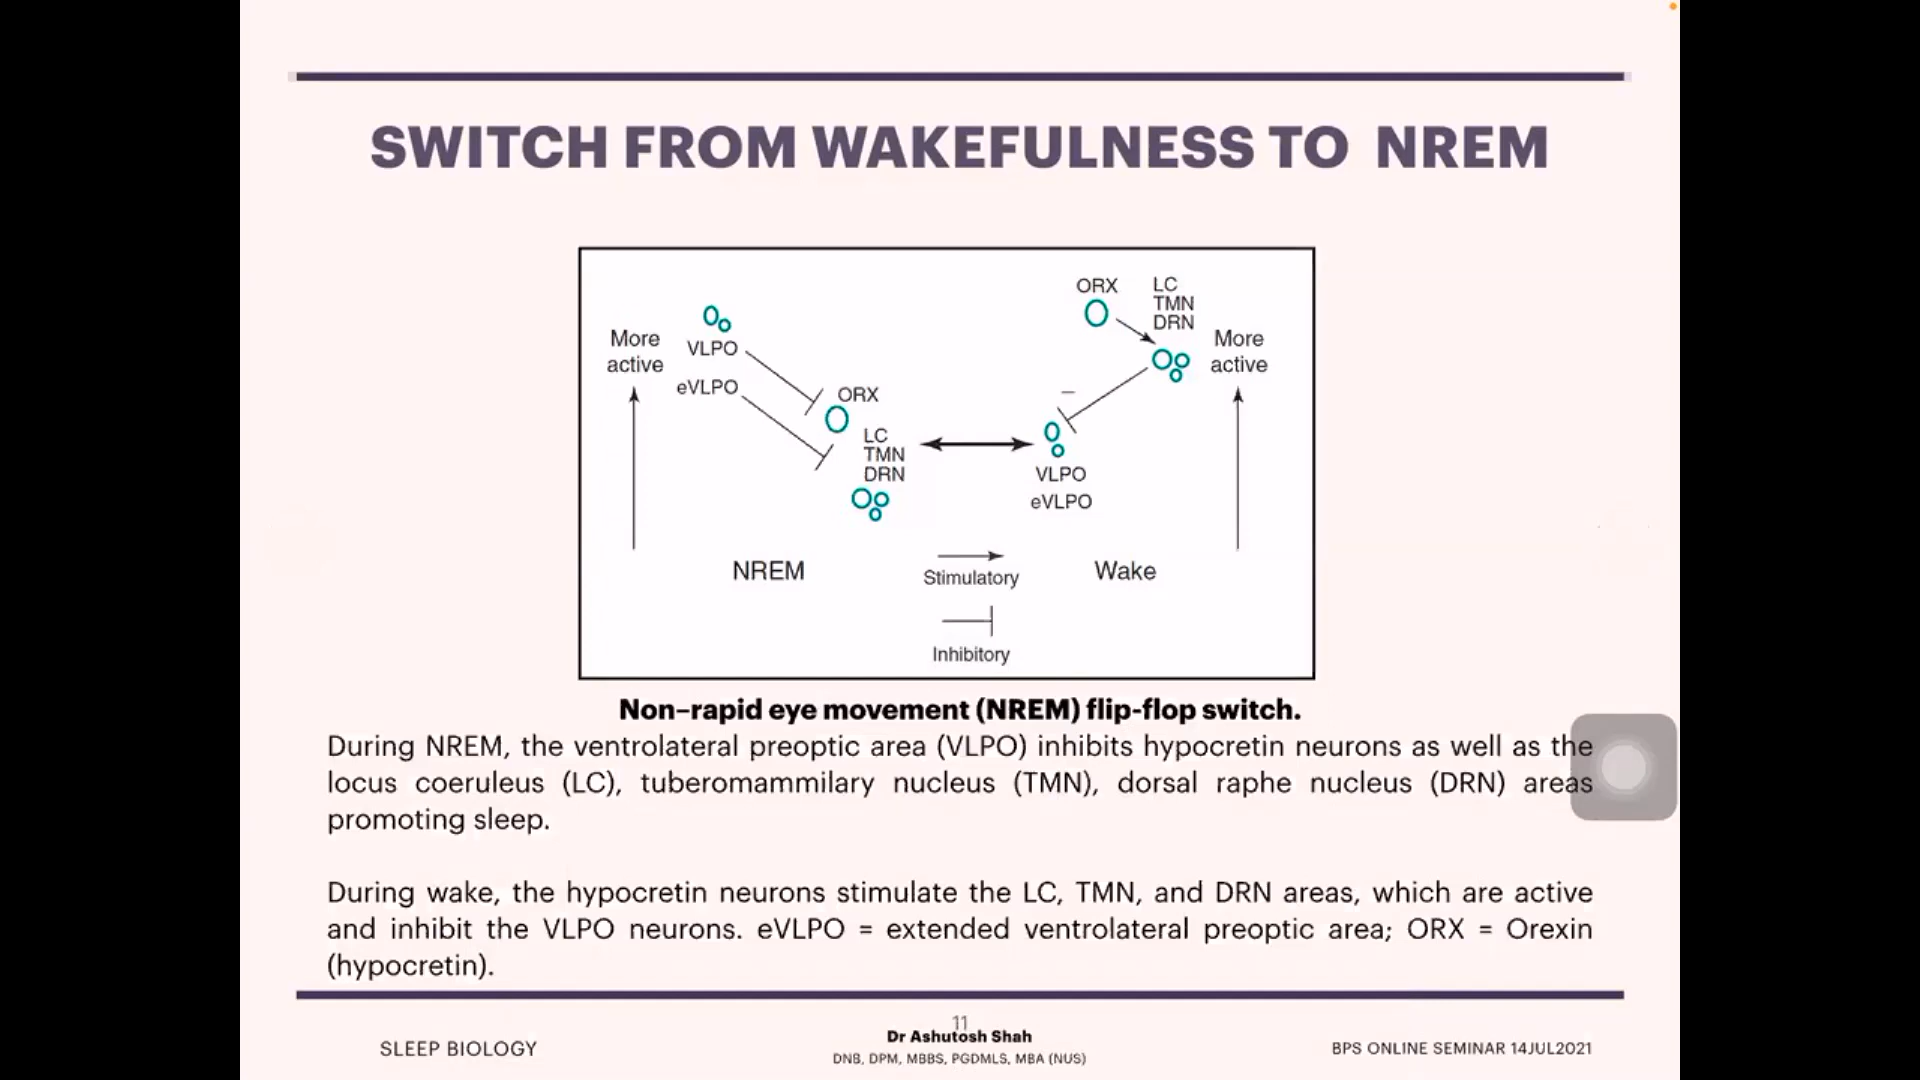 SWITCH FROM WAKEFULNESS TO NREM
More
active
VLPO
eVLPO
ORX
LC
TMN
DRN
NREM
ORX
LC
TMN
DRN
More
active
–
VLPO
eVLPO
Wake
Stimulatory
Inhibitory
Non–rapid eye movement (NREM) flip-flop switch.
During NREM, the ventrolateral preoptic area (VLPO) inhibits hypocretin neurons as well as the
locus coeruleus (LC), tuberomammilary nucleus (TMN), dorsal raphe nucleus (DRN) areas
promoting sleep.
During wake, the hypocretin neurons stimulate the LC, TMN, and DRN areas, which are active
and inhibit the VLPO neurons. eVLPO = extended ventrolateral preoptic area; ORX = Orexin
(hypocretin).
SLEEP BIOLOGY
11
Dr Ashutosh Shah
DNB, DPM, MBBS, PGDMLS, MBA (NUS)
BPS ONLINE SEMINAR 14JUL2021